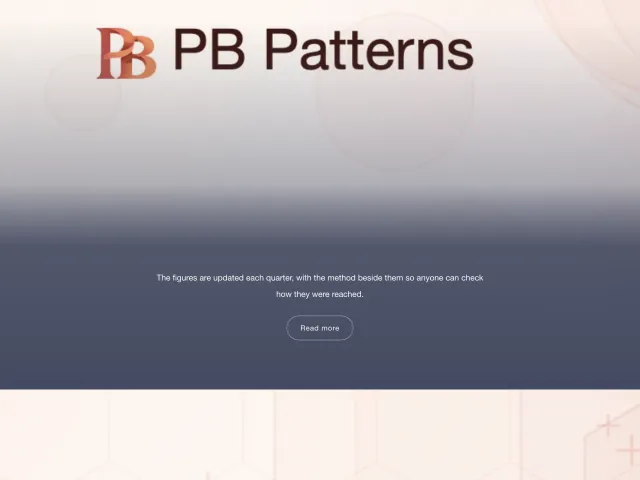 PB PB Patterns
The figures are updated each quarter, with the method beside them so anyone can check
how they were reached.
Read more